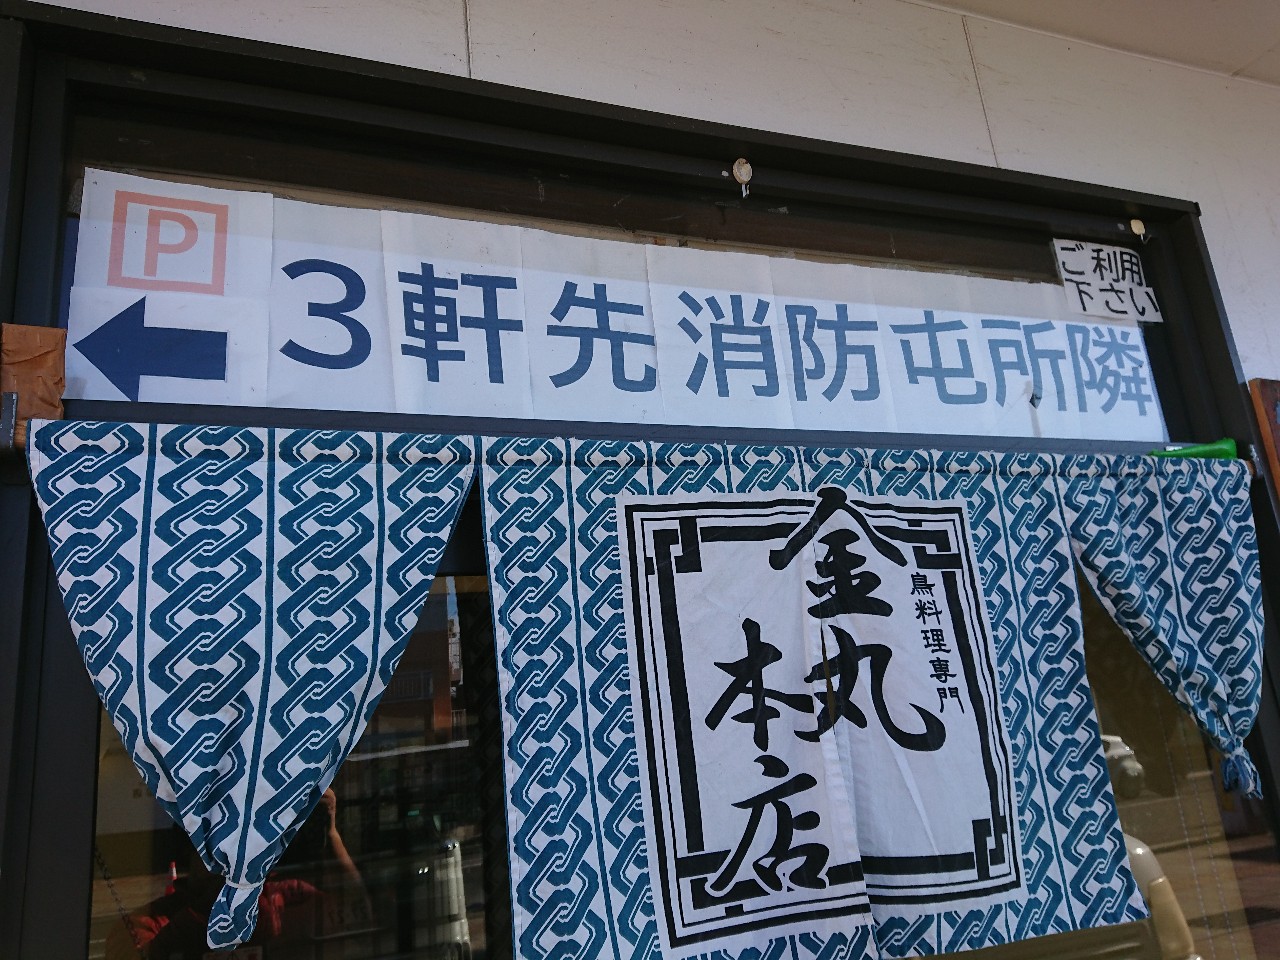 P
3軒先消防屯所隣
ご利用
下さい
鳥料理専門
金丸
本店